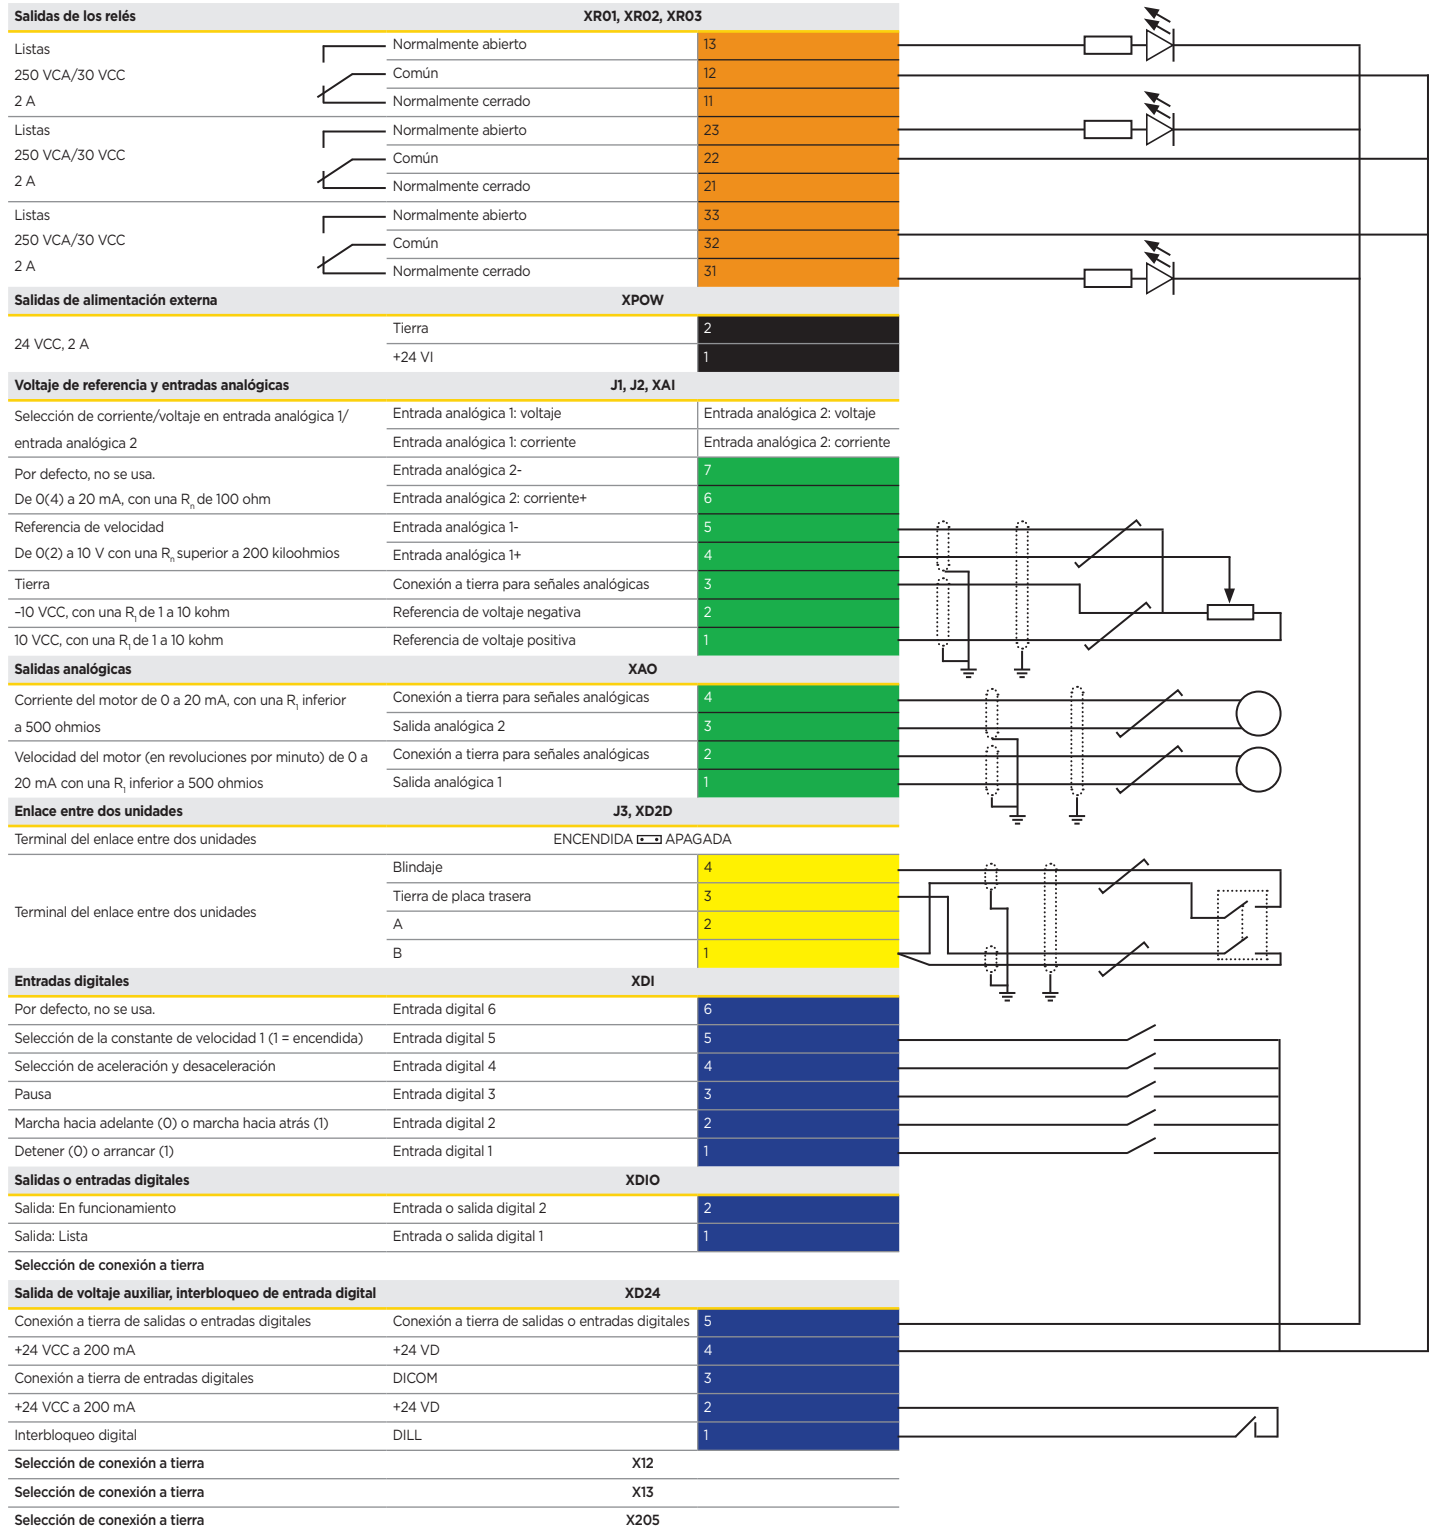 Salidas de los relés XR01, XR02, XR03
Listas
250 VCA/30 VCC
2 A
Normalmente abierto 13
Común 12
Normalmente cerrado 11
Listas
250 VCA/30 VCC
2 A
Normalmente abierto 23
Común 22
Normalmente cerrado 21
Listas
250 VCA/30 VCC
2 A
Normalmente abierto 33
Común 32
Normalmente cerrado 31
Salidas de alimentación externa XPOW
24 VCC, 2 A
Tierra 2
+24 VI 1
Voltaje de referencia y entradas analógicas J1, J2, XAI
Selección de corriente/voltaje en entrada analógica 1/
entrada analógica 2
Entrada analógica 1: voltaje Entrada analógica 2: voltaje
Entrada analógica 1: corriente Entrada analógica 2: corriente
Por defecto, no se usa.
De 0(4) a 20 mA, con una Rn de 100 ohm
Entrada analógica 2- 7
Entrada analógica 2: corriente+ 6
Referencia de velocidad
De 0(2) a 10 V con una Rn superior a 200 kiloohmios
Entrada analógica 1- 5
Entrada analógica 1+ 4
Tierra Conexión a tierra para señales analógicas 3
–10 VCC, con una Rl de 1 a 10 kohm Referencia de voltaje negativa 2
10 VCC, con una Rl de 1 a 10 kohm Referencia de voltaje positiva 1
Salidas analógicas XAO
Corriente del motor de 0 a 20 mA, con una Rl inferior
a 500 ohmios
Conexión a tierra para señales analógicas 4
Salida analógica 2 3
Velocidad del motor (en revoluciones por minuto) de 0 a
20 mA con una Rl inferior a 500 ohmios
Conexión a tierra para señales analógicas 2
Salida analógica 1 1
Enlace entre dos unidades J3, XD2D
Terminal del enlace entre dos unidades ENCENDIDA APAGADA
Terminal del enlace entre dos unidades
Blindaje 4
Tierra de placa trasera 3
A 2
B 1
Entradas digitales XDI
Por defecto, no se usa. Entrada digital 6 6
Selección de la constante de velocidad 1 (1 = encendida) Entrada digital 5 5
Selección de aceleración y desaceleración Entrada digital 4 4
Pausa Entrada digital 3 3
Marcha hacia adelante (0) o marcha hacia atrás (1) Entrada digital 2 2
Detener (0) o arrancar (1) Entrada digital 1 1
Salidas o entradas digitales XDIO
Salida: En funcionamiento Entrada o salida digital 2 2
Salida: Lista Entrada o salida digital 1 1
Selección de conexión a tierra
Salida de voltaje auxiliar, interbloqueo de entrada digital XD24
Conexión a tierra de salidas o entradas digitales Conexión a tierra de salidas o entradas digitales 5
+24 VCC a 200 mA +24 VD 4
Conexión a tierra de entradas digitales DICOM 3
+24 VCC a 200 mA +24 VD 2
Interbloqueo digital DILL 1
Selección de conexión a tierra X12
Selección de conexión a tierra X13
Selección de conexión a tierra X205